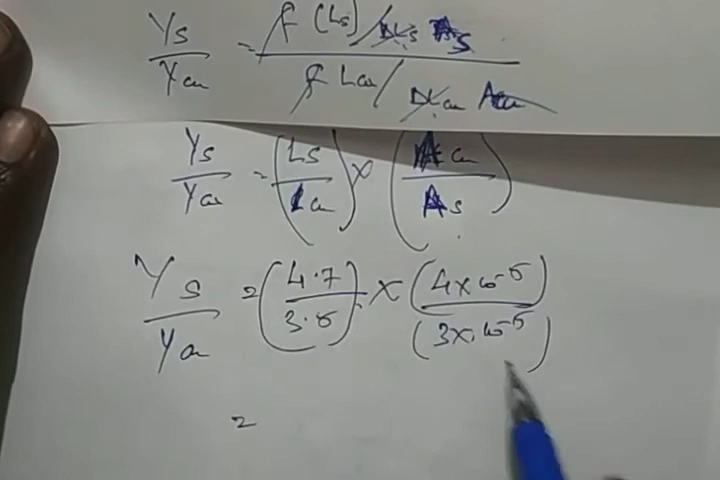 Ys/Ycu = F (Ls)/ΔLs As / F Lcu/ΔLcu Acu
Ys/Ycu = (Ls/Lcu) × (Acu/As)
Ys/Ycu = (4.7/3.5) × (4×10⁻⁵)/(3×10⁻⁵)
=